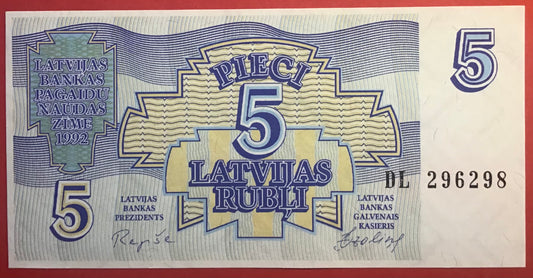 LATVIJAS
BANKAS
PAGAIDU
NAUDAS
ZĪME
1992
PIECI
5
5
LATVIJAS
RUBĻI
DL 296298
5
LATVIJAS
BANKAS
PREZIDENTS
LATVIJAS
BANKAS
GALVENAIS
KASIERIS